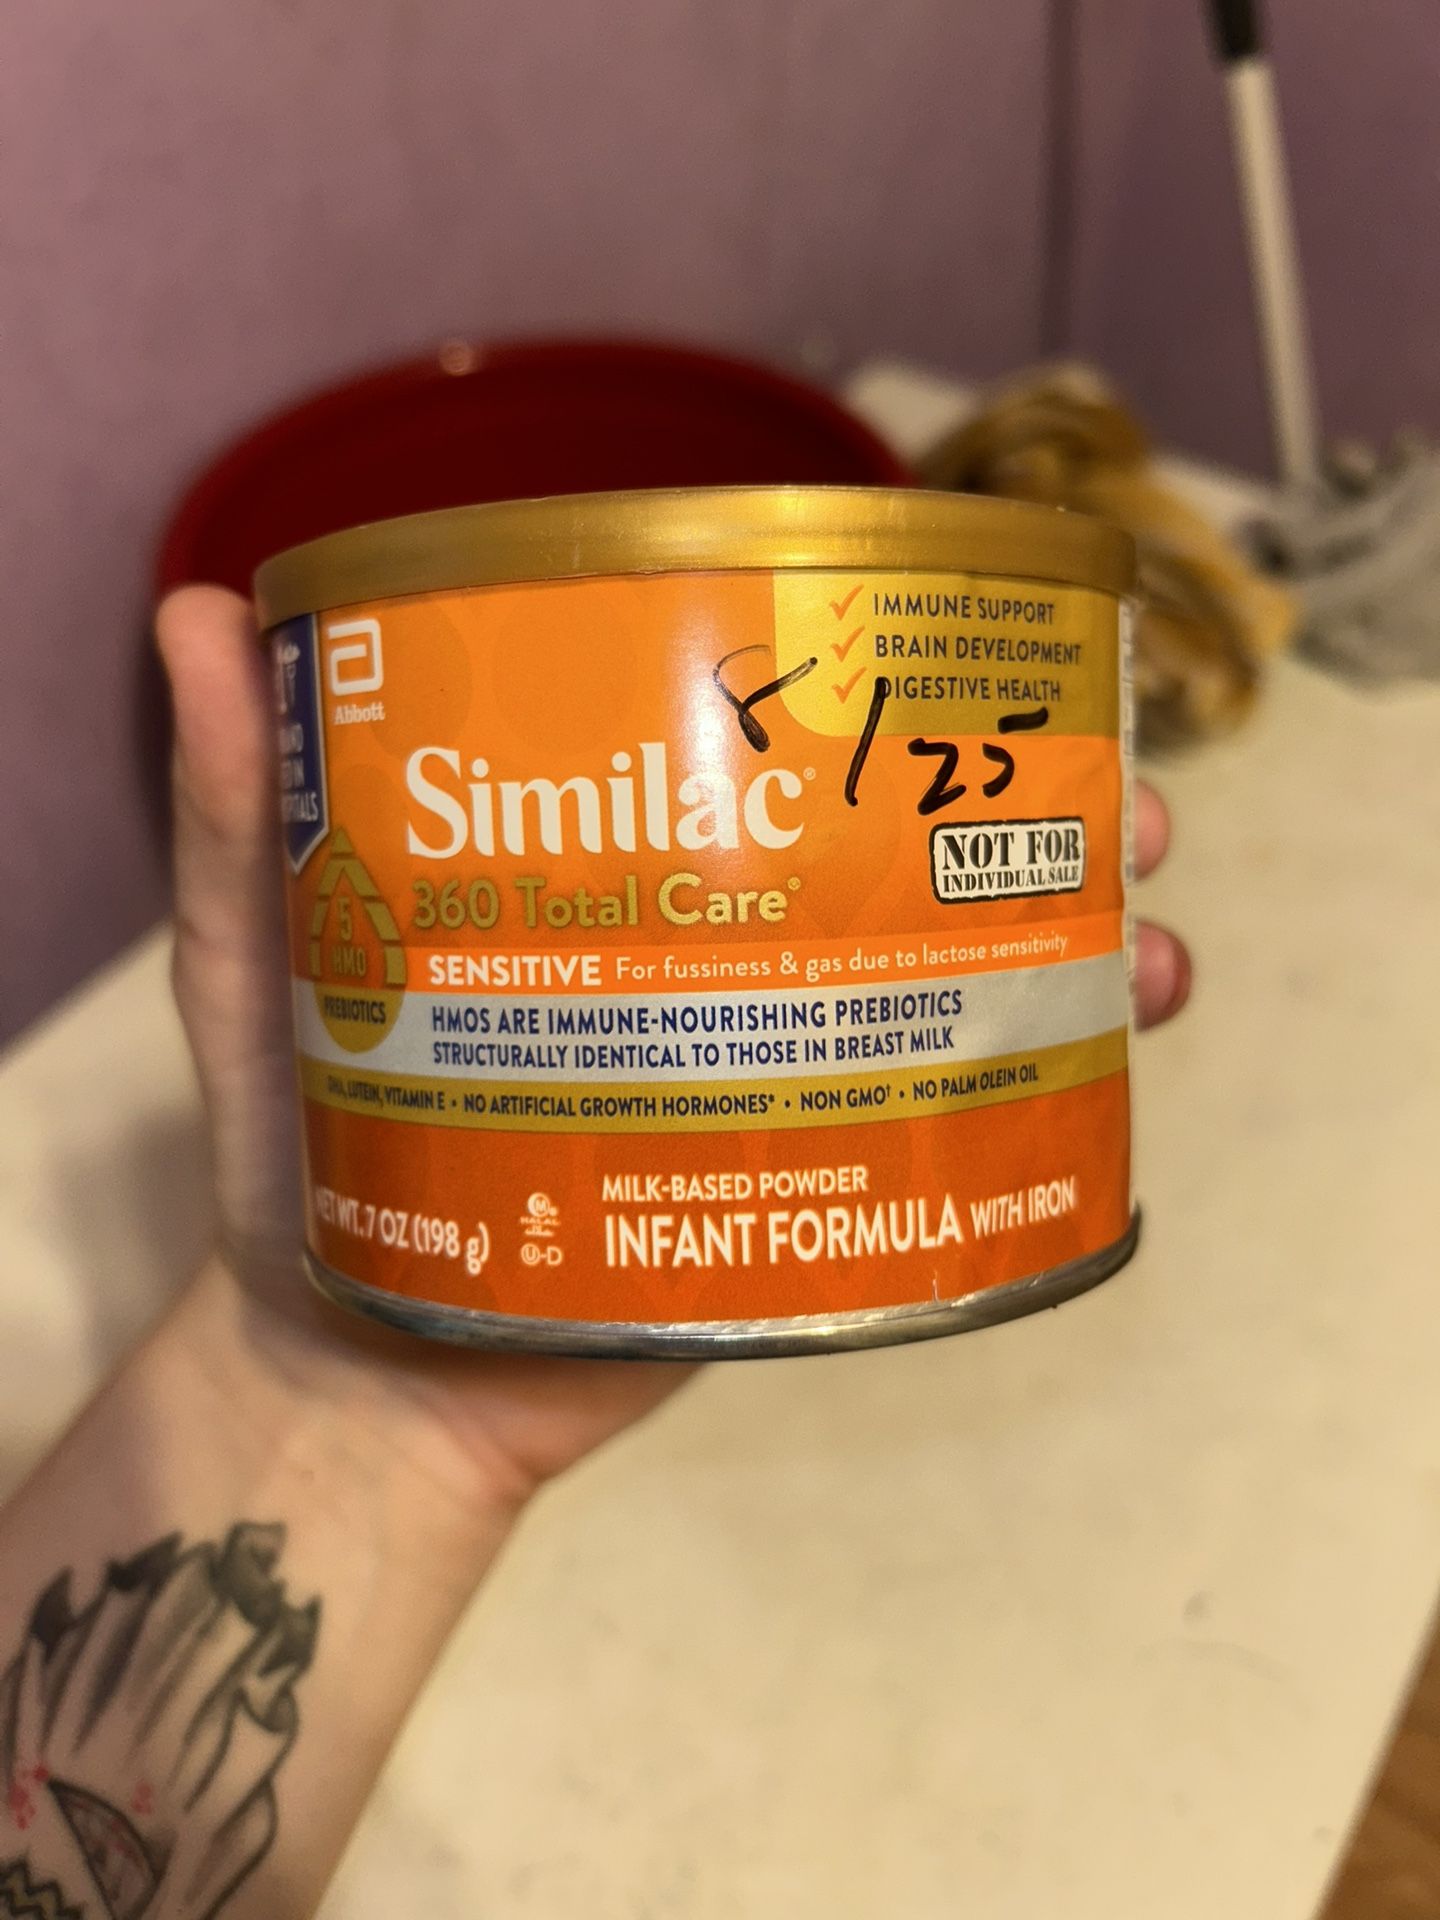 Abbott
IMMUNE SUPPORT
BRAIN DEVELOPMENT
DIGESTIVE HEALTH
8/25
Similac®
360 Total Care®
NOT FOR
INDIVIDUAL SALE
5
HMO
PREBIOTICS
SENSITIVE For fussiness & gas due to lactose sensitivity
HMOS ARE IMMUNE-NOURISHING PREBIOTICS
STRUCTURALLY IDENTICAL TO THOSE IN BREAST MILK
DHA, LUTEIN, VITAMIN E • NO ARTIFICIAL GROWTH HORMONES* • NON GMO† • NO PALM OLEIN OIL
MILK-BASED POWDER
INFANT FORMULA WITH IRON
NET WT. 7 OZ (198 g)
HALAL
U-D